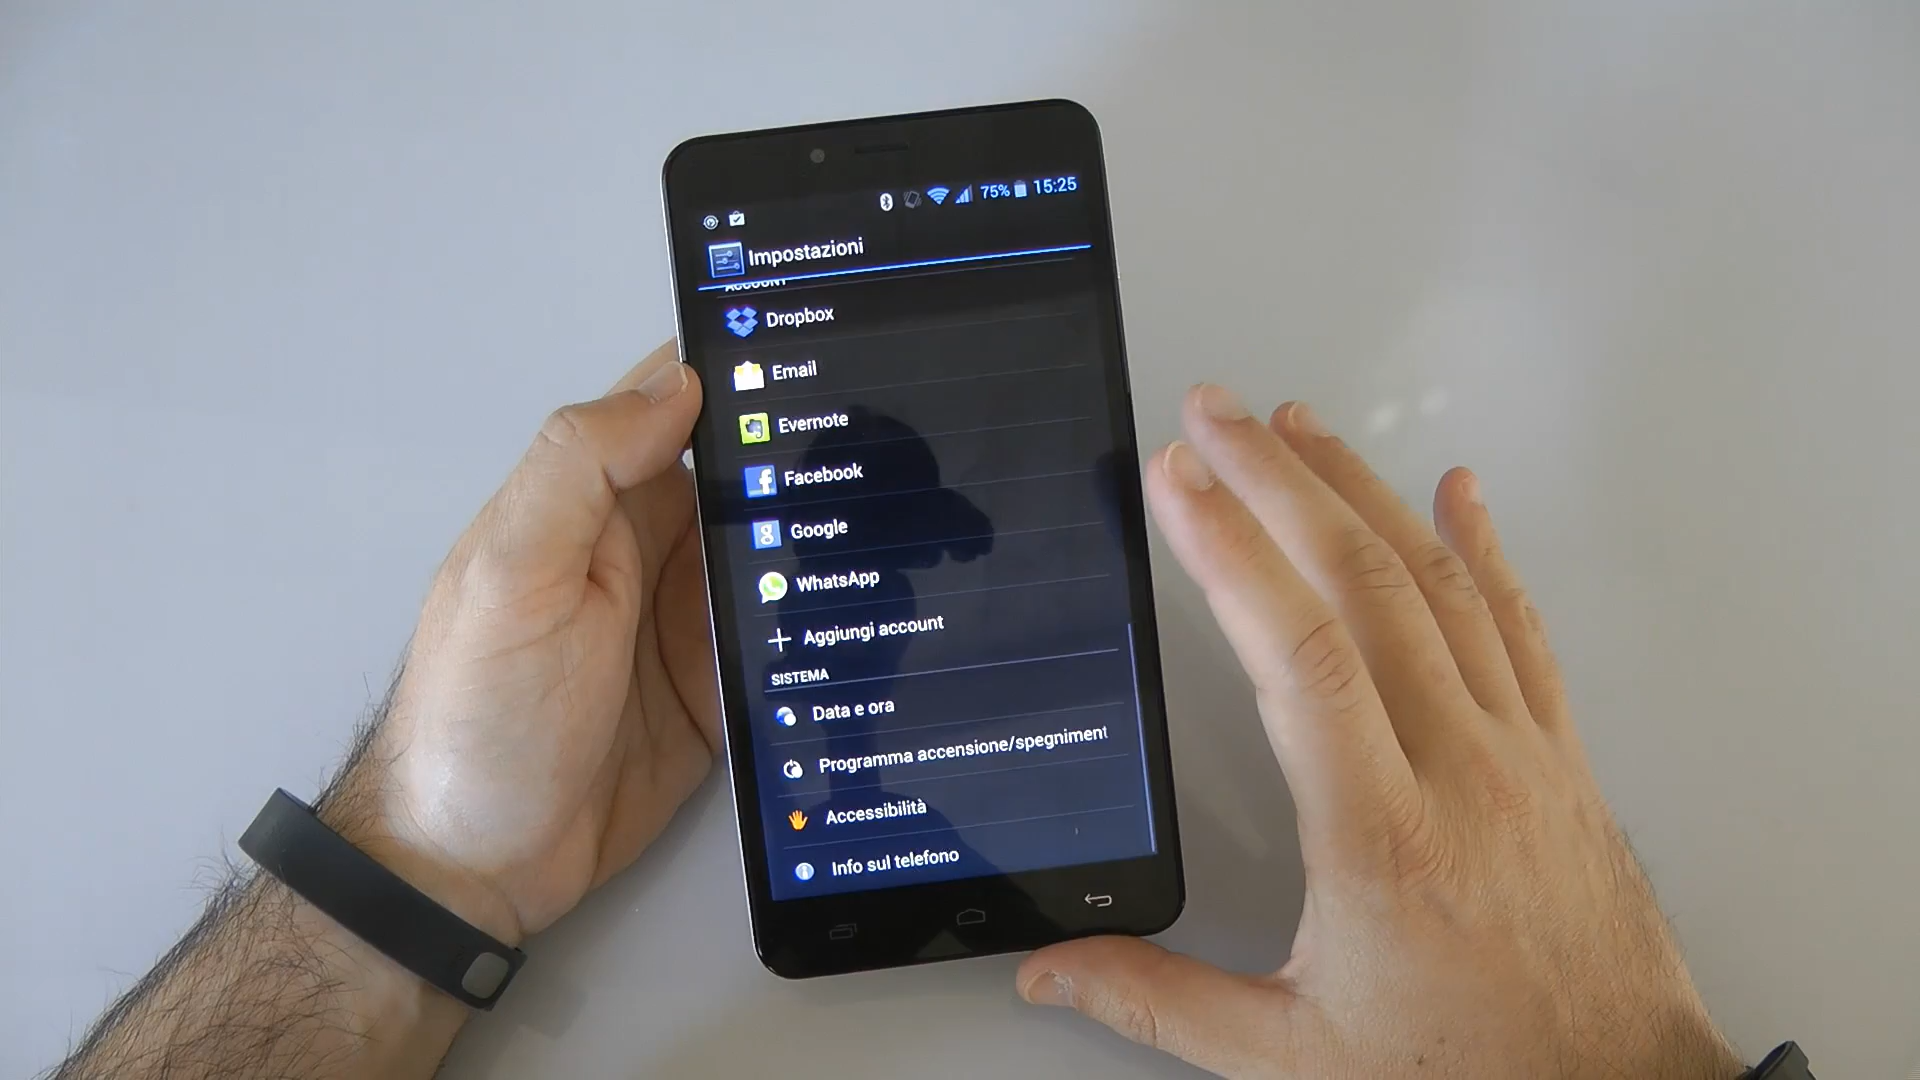 75% 15:25
Impostazioni
ACCOUNT
Dropbox
Email
Evernote
Facebook
Google
WhatsApp
Aggiungi account
SISTEMA
Data e ora
Programma accensione/spegniment
Accessibilità
Info sul telefono